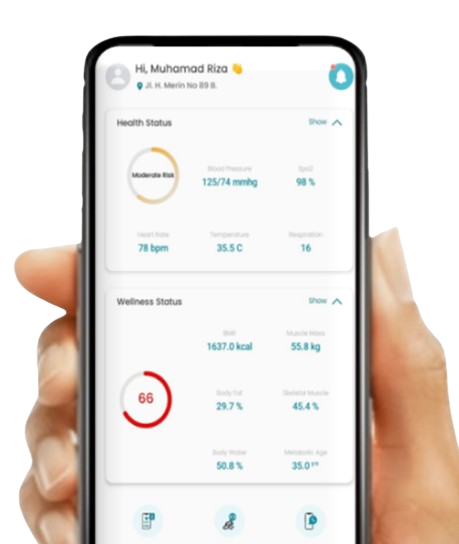 Hi, Muhamad Riza 👋
Jl. H. Merin No 89 B.
Health Status
Show
Moderate Risk
Blood Pressure
Spo2
125/74 mmhg
98 %
Heart Rate
Temperature
Respiration
78 bpm
35.5 C
16
Wellness Status
Show
BMR
Muscle Mass
1637.0 kcal
55.8 kg
66
Body Fat
Skeletal Muscle
29.7 %
45.4 %
Body Water
Metabolic Age
50.8 %
35.0 yr